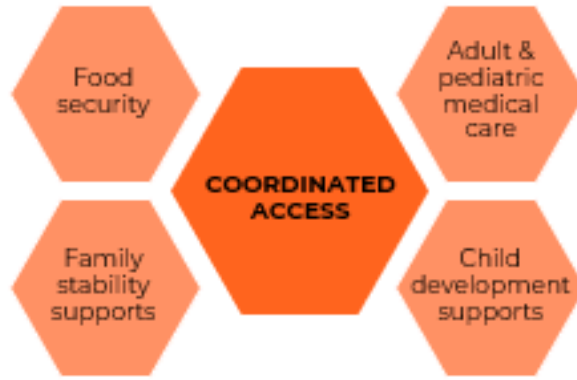 Food
security
Adult &
pediatric
medical
care
COORDINATED
ACCESS
Family
stability
supports
Child
development
supports